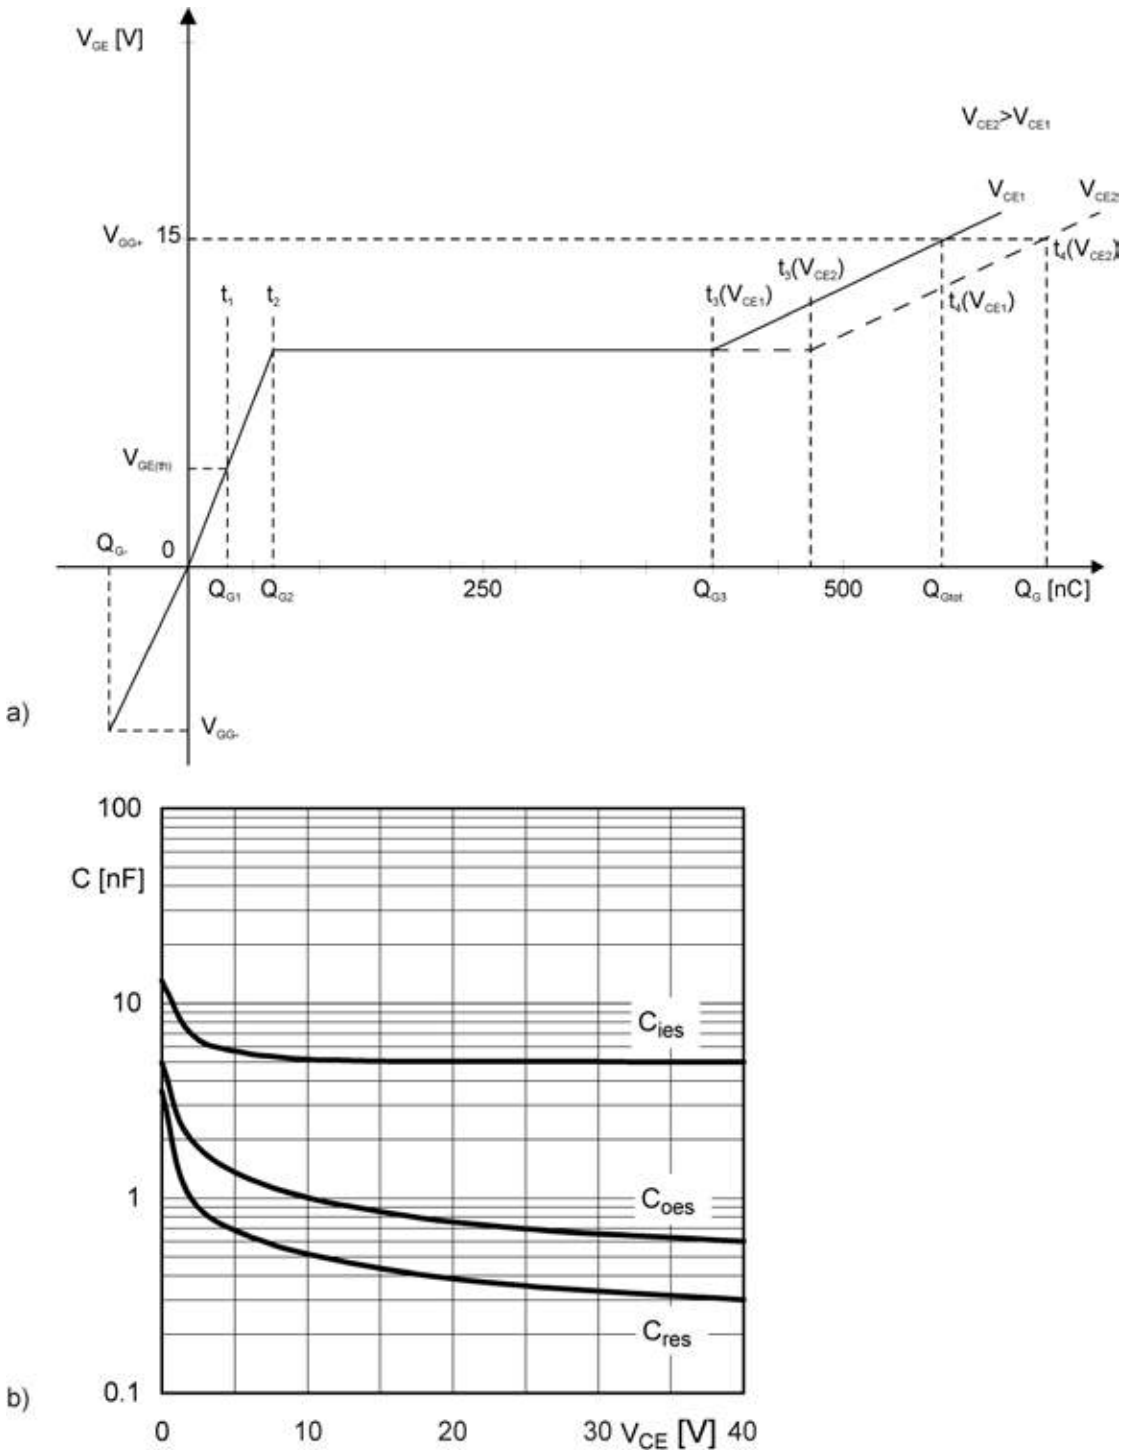 V_GE [V]
V_CE2>V_CE1
V_CE1 V_CE2
V_GG+ 15
t_4(V_CE2)
t_3(V_CE2)
t_1 t_2 t_3(V_CE1) t_4(V_CE1)
V_GE(th)
Q_G- 0
Q_G1 Q_G2 250 Q_G3 500 Q_Gtot Q_G [nC]
a) V_GG-
100
C [nF]
10
C_ies
1
C_oes
C_res
0.1
b)
0 10 20 30 V_CE [V] 40